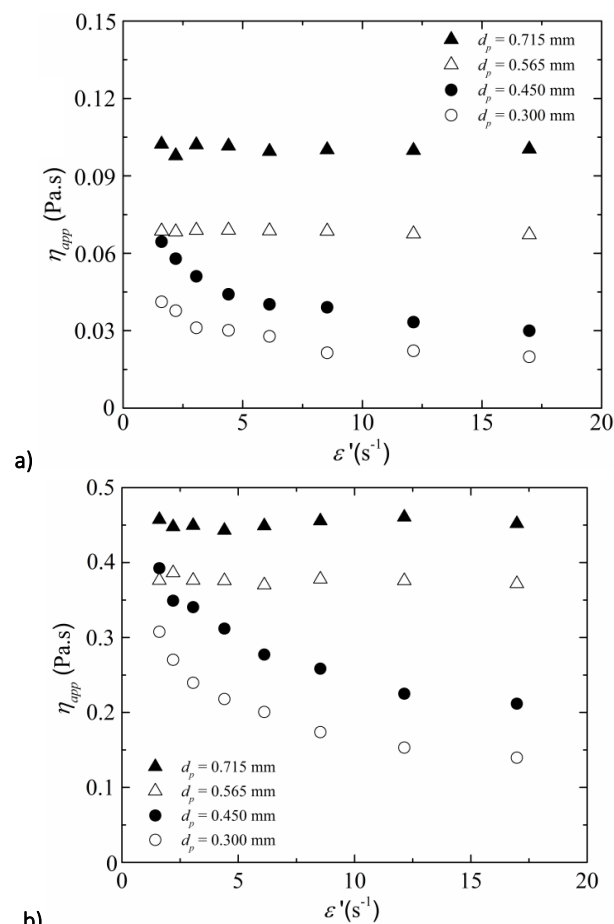 a)
0.15
0.12
0.09
0.06
0.03
0
η_app (Pa.s)
d_p = 0.715 mm
d_p = 0.565 mm
d_p = 0.450 mm
d_p = 0.300 mm
0 5 10 15 20
ε'(s⁻¹)
b)
0.5
0.4
0.3
0.2
0.1
0
η_app (Pa.s)
d_p = 0.715 mm
d_p = 0.565 mm
d_p = 0.450 mm
d_p = 0.300 mm
0 5 10 15 20
ε'(s⁻¹)